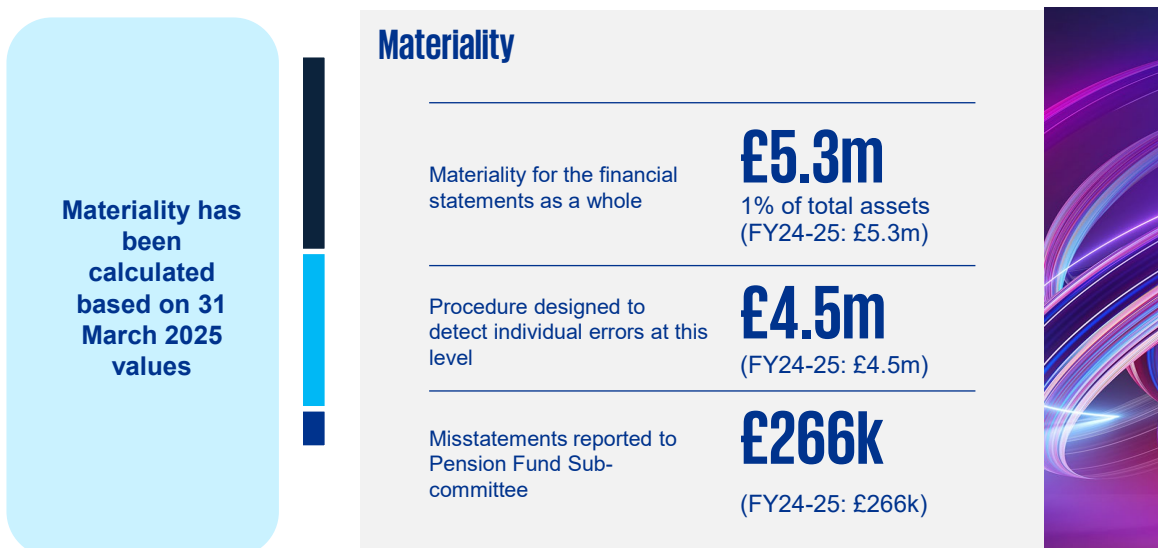 Materiality has
been
calculated
based on 31
March 2025
values
Materiality
Materiality for the financial
statements as a whole
£5.3m
1% of total assets
(FY24-25: £5.3m)
Procedure designed to
detect individual errors at this
level
£4.5m
(FY24-25: £4.5m)
Misstatements reported to
Pension Fund Sub-
committee
£266k
(FY24-25: £266k)